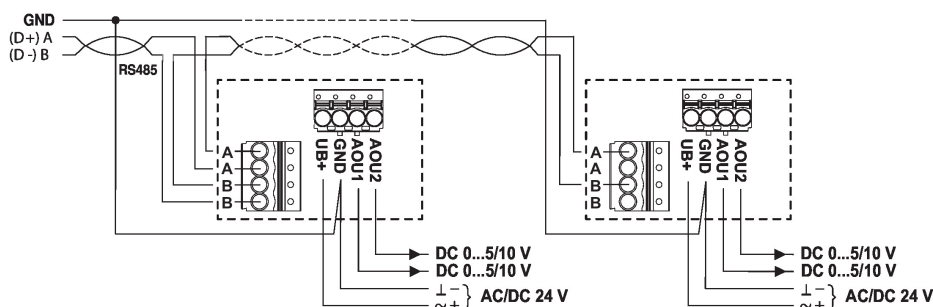 GND
(D+) A
(D-) B
RS485
UB+
GND
AOU1
AOU2
A
A
B
B
DC 0...5/10 V
DC 0...5/10 V
⊥ −
≂ +
} AC/DC 24 V
UB+
GND
AOU1
AOU2
A
A
B
B
DC 0...5/10 V
DC 0...5/10 V
⊥ −
≂ +
} AC/DC 24 V